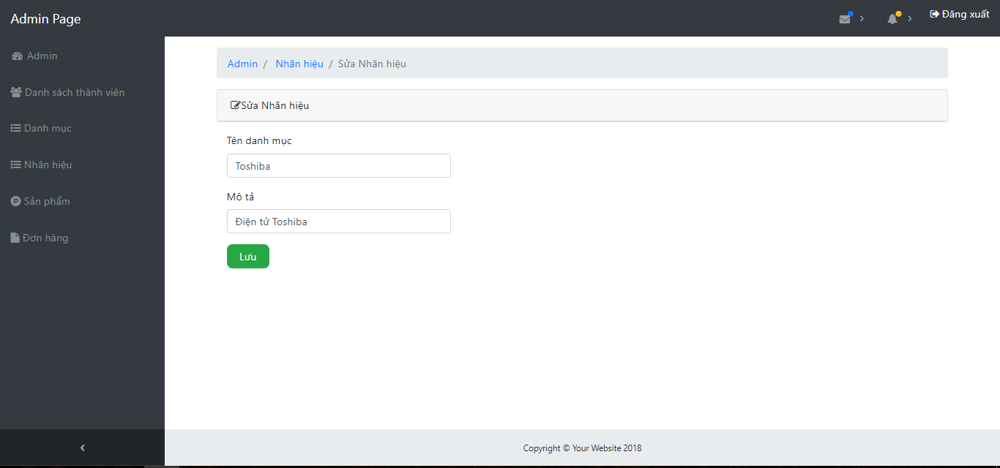 Admin Page
Đăng xuất
Admin
Danh sách thành viên
Danh mục
Nhãn hiệu
Sản phẩm
Đơn hàng
Admin / Nhãn hiệu / Sửa Nhãn hiệu
Sửa Nhãn hiệu
Tên danh mục
Toshiba
Mô tả
Điện tử Toshiba
Lưu
Copyright © Your Website 2018